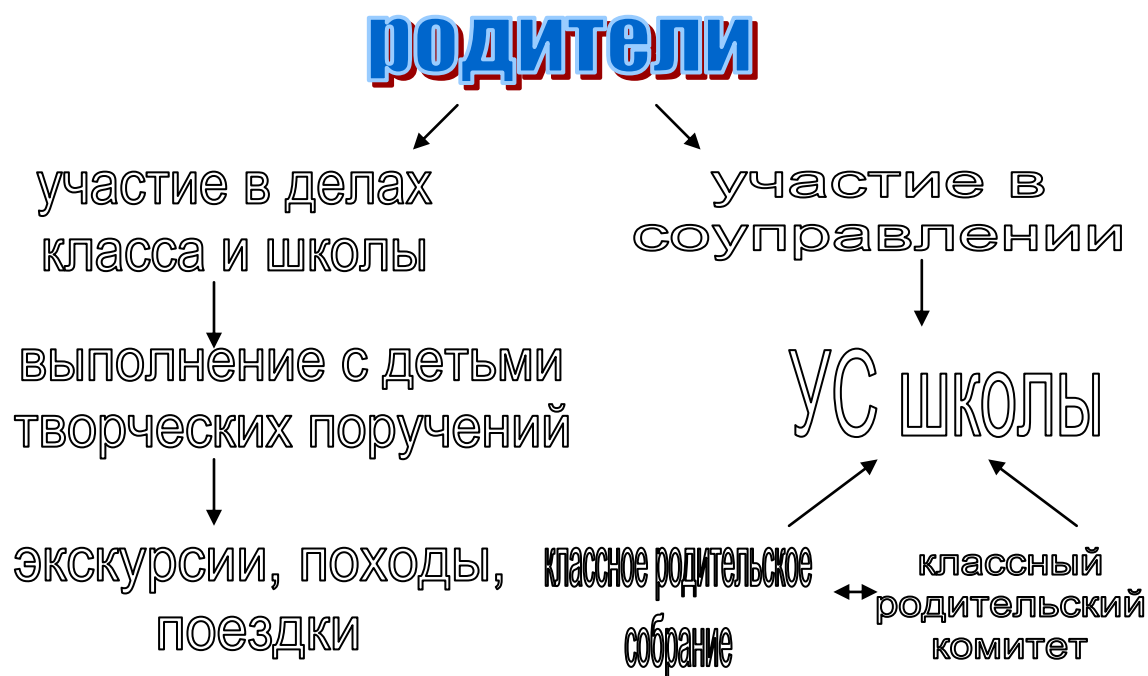 родители
участие в делах
класса и школы
участие в
соуправлении
выполнение с детьми
творческих поручений
УС школы
экскурсии, походы,
поездки
классное родительское
собрание
классный
родительский
комитет